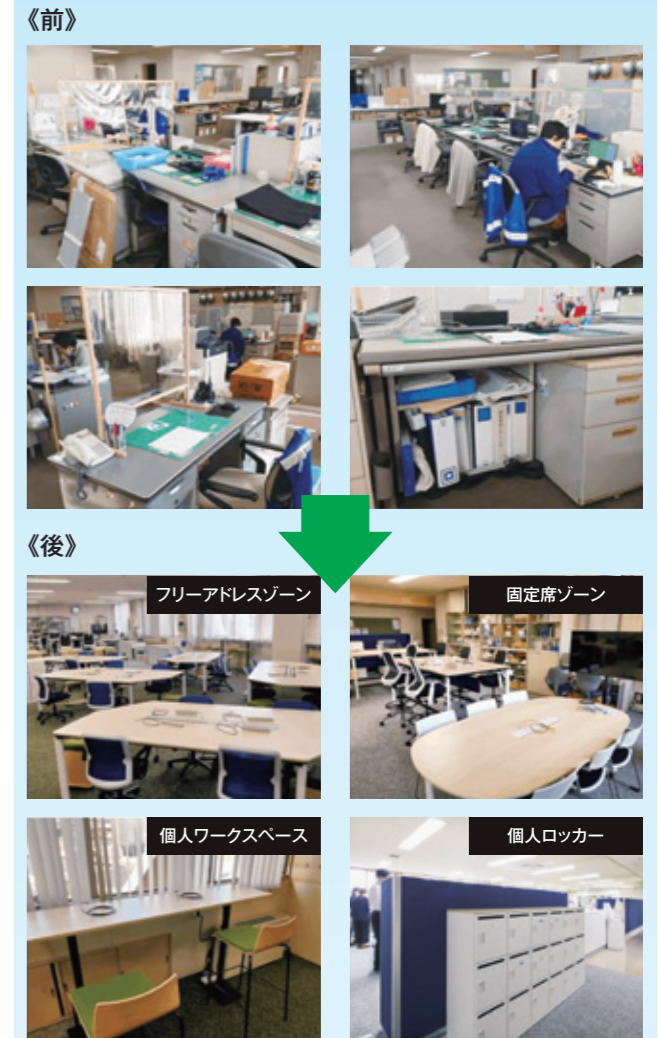 《前》
《後》
フリーアドレスゾーン
固定席ゾーン
個人ワークスペース
個人ロッカー